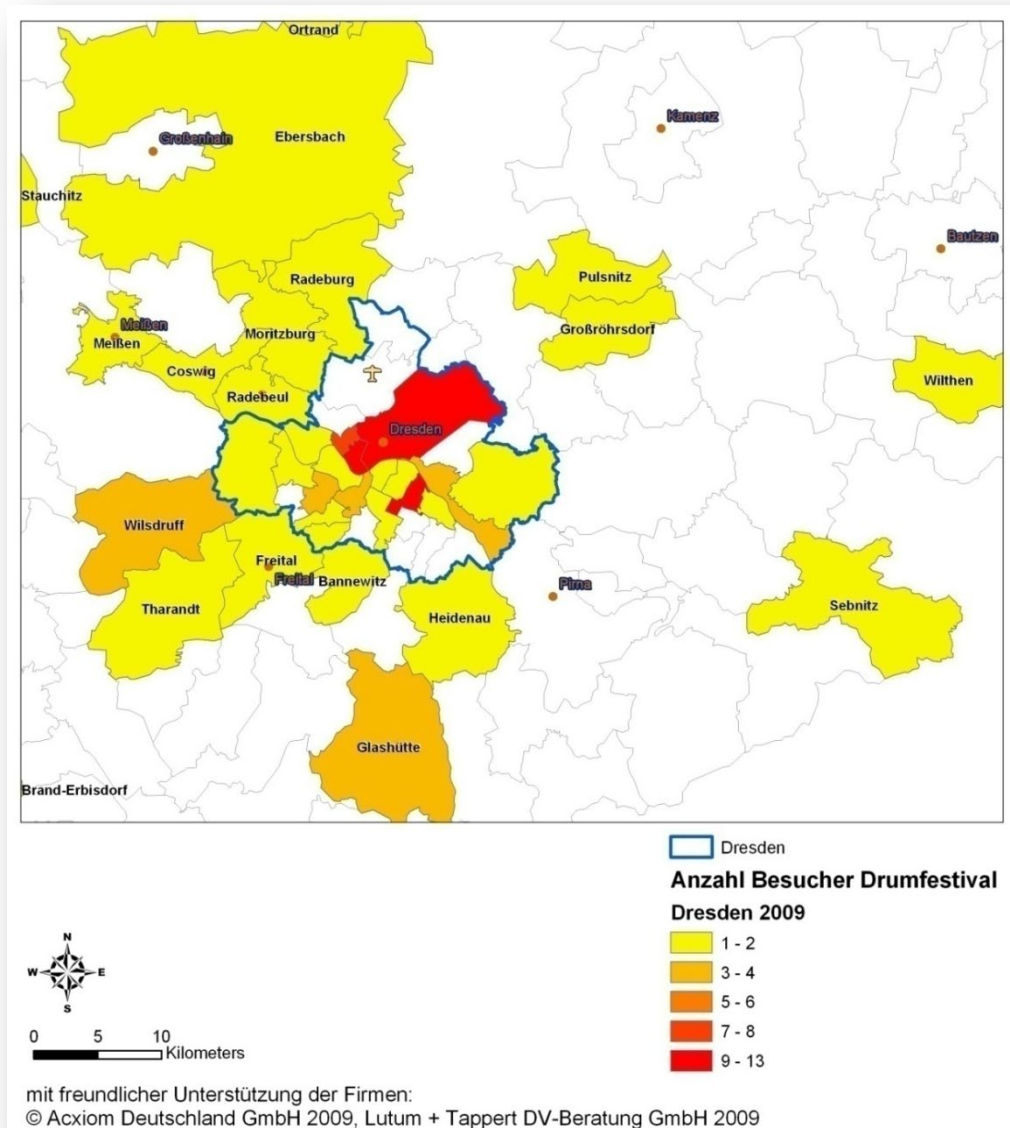 Ortrand
Großenhain
Ebersbach
Kamenz
Stauchitz
Bautzen
Radeburg
Pulsnitz
Großröhrsdorf
Meißen
Meißen
Moritzburg
Coswig
Radebeul
Wilthen
Dresden
Wilsdruff
Freital
Freital
Bannewitz
Pirna
Tharandt
Heidenau
Sebnitz
Glashütte
Brand-Erbisdorf
Dresden
Anzahl Besucher Drumfestival
Dresden 2009
1 - 2
3 - 4
5 - 6
7 - 8
9 - 13
N
W E
S
0 5 10
Kilometers
mit freundlicher Unterstützung der Firmen:
© Acxiom Deutschland GmbH 2009, Lutum + Tappert DV-Beratung GmbH 2009